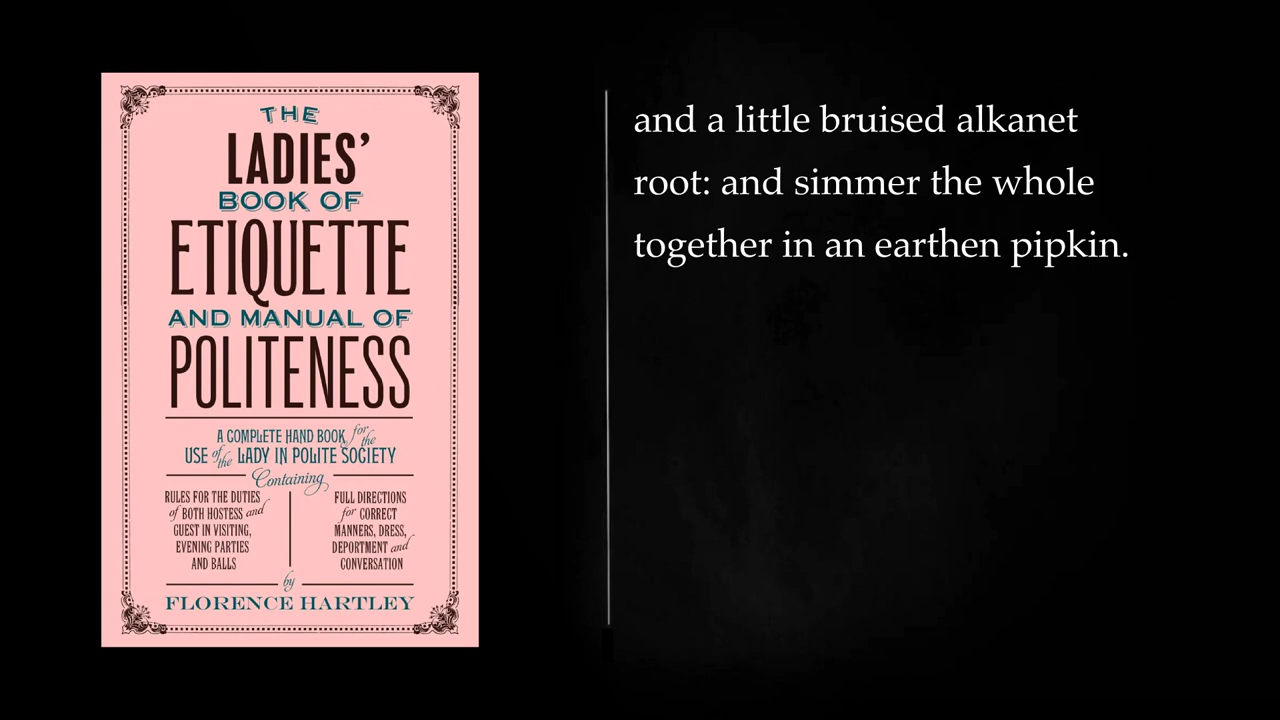 THE
LADIES'
BOOK OF
ETIQUETTE
AND MANUAL OF
POLITENESS
A COMPLETE HAND BOOK for the
USE of the LADY IN POLITE SOCIETY
Containing
RULES FOR THE DUTIES
of BOTH HOSTESS and
GUEST IN VISITING,
EVENING PARTIES
AND BALLS
FULL DIRECTIONS
for CORRECT
MANNERS, DRESS,
DEPORTMENT and
CONVERSATION
by
FLORENCE HARTLEY
and a little bruised alkanet
root: and simmer the whole
together in an earthen pipkin.